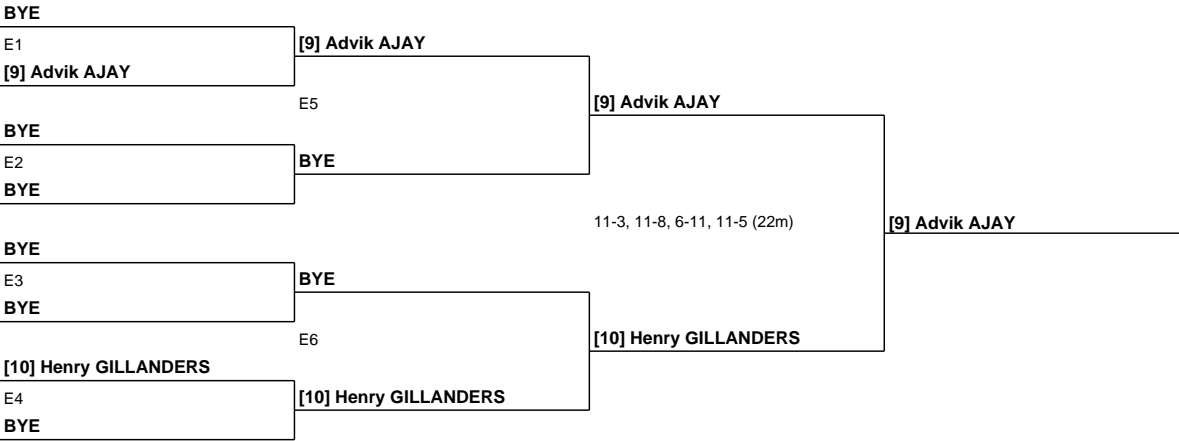 BYE
E1
[9] Advik AJAY
[9] Advik AJAY
E5
[9] Advik AJAY
BYE
E2
BYE
BYE
11-3, 11-8, 6-11, 11-5 (22m)
[9] Advik AJAY
BYE
E3
BYE
BYE
E6
[10] Henry GILLANDERS
[10] Henry GILLANDERS
E4
[10] Henry GILLANDERS
BYE